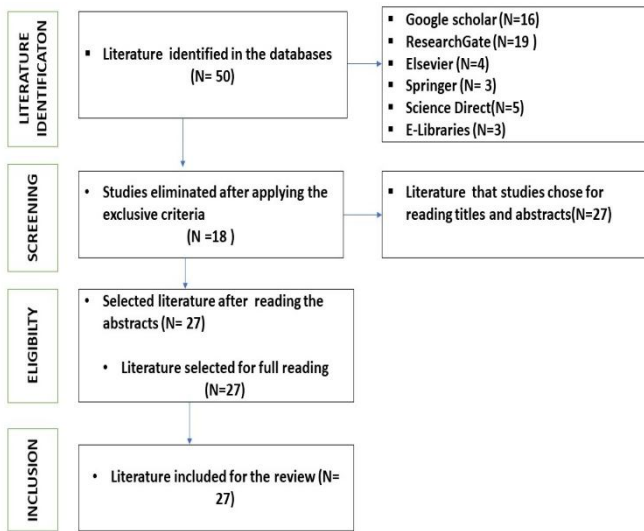 LITERATURE
IDENTIFICATON
▪ Literature identified in the databases
(N= 50)
▪ Google scholar (N=16)
▪ ResearchGate (N=19 )
▪ Elsevier (N=4)
▪ Springer (N= 3)
▪ Science Direct(N=5)
▪ E-Libraries (N=3)
SCREENING
• Studies eliminated after applying the
exclusive criteria
(N =18 )
▪ Literature that studies chose for
reading titles and abstracts(N=27)
ELIGIBILTY
• Selected literature after reading the
abstracts (N= 27)
• Literature selected for full reading
(N=27)
INCLUSION
• Literature included for the review (N=
27)